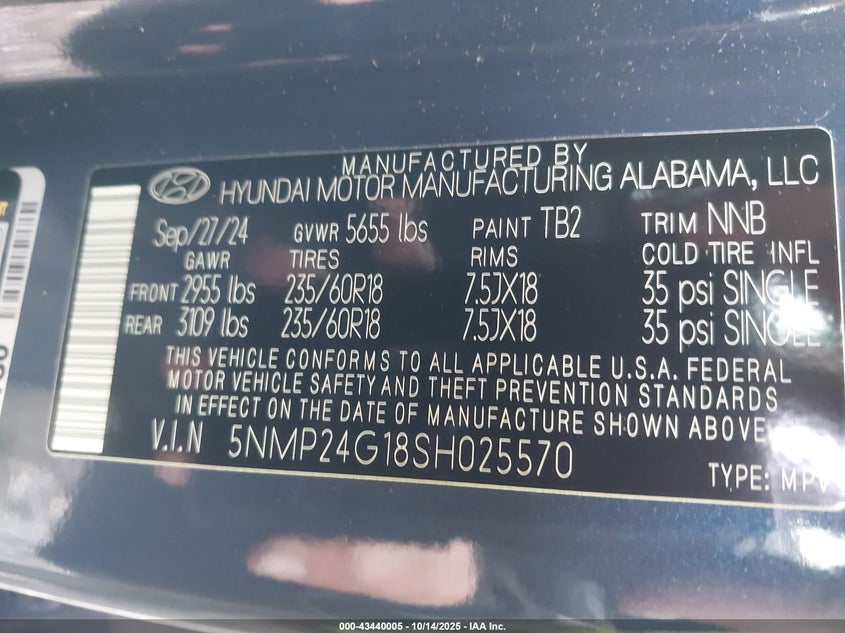 MANUFACTURED BY
HYUNDAI MOTOR MANUFACTURING ALABAMA, LLC
Sep/27/24 GVWR 5655 lbs PAINT TB2 TRIM NNB
GAWR TIRES RIMS COLD TIRE INFL
FRONT 2955 lbs 235/60R18 7.5JX18 35 psi SINGLE
REAR 3109 lbs 235/60R18 7.5JX18 35 psi SINGLE
THIS VEHICLE CONFORMS TO ALL APPLICABLE U.S.A. FEDERAL
MOTOR VEHICLE SAFETY AND THEFT PREVENTION STANDARDS
IN EFFECT ON THE DATE OF MANUFACTURE SHOWN ABOVE
V.I.N 5NMP24G18SH025570
TYPE: MPV
000-43440005 - 10/14/2025 - IAA Inc.